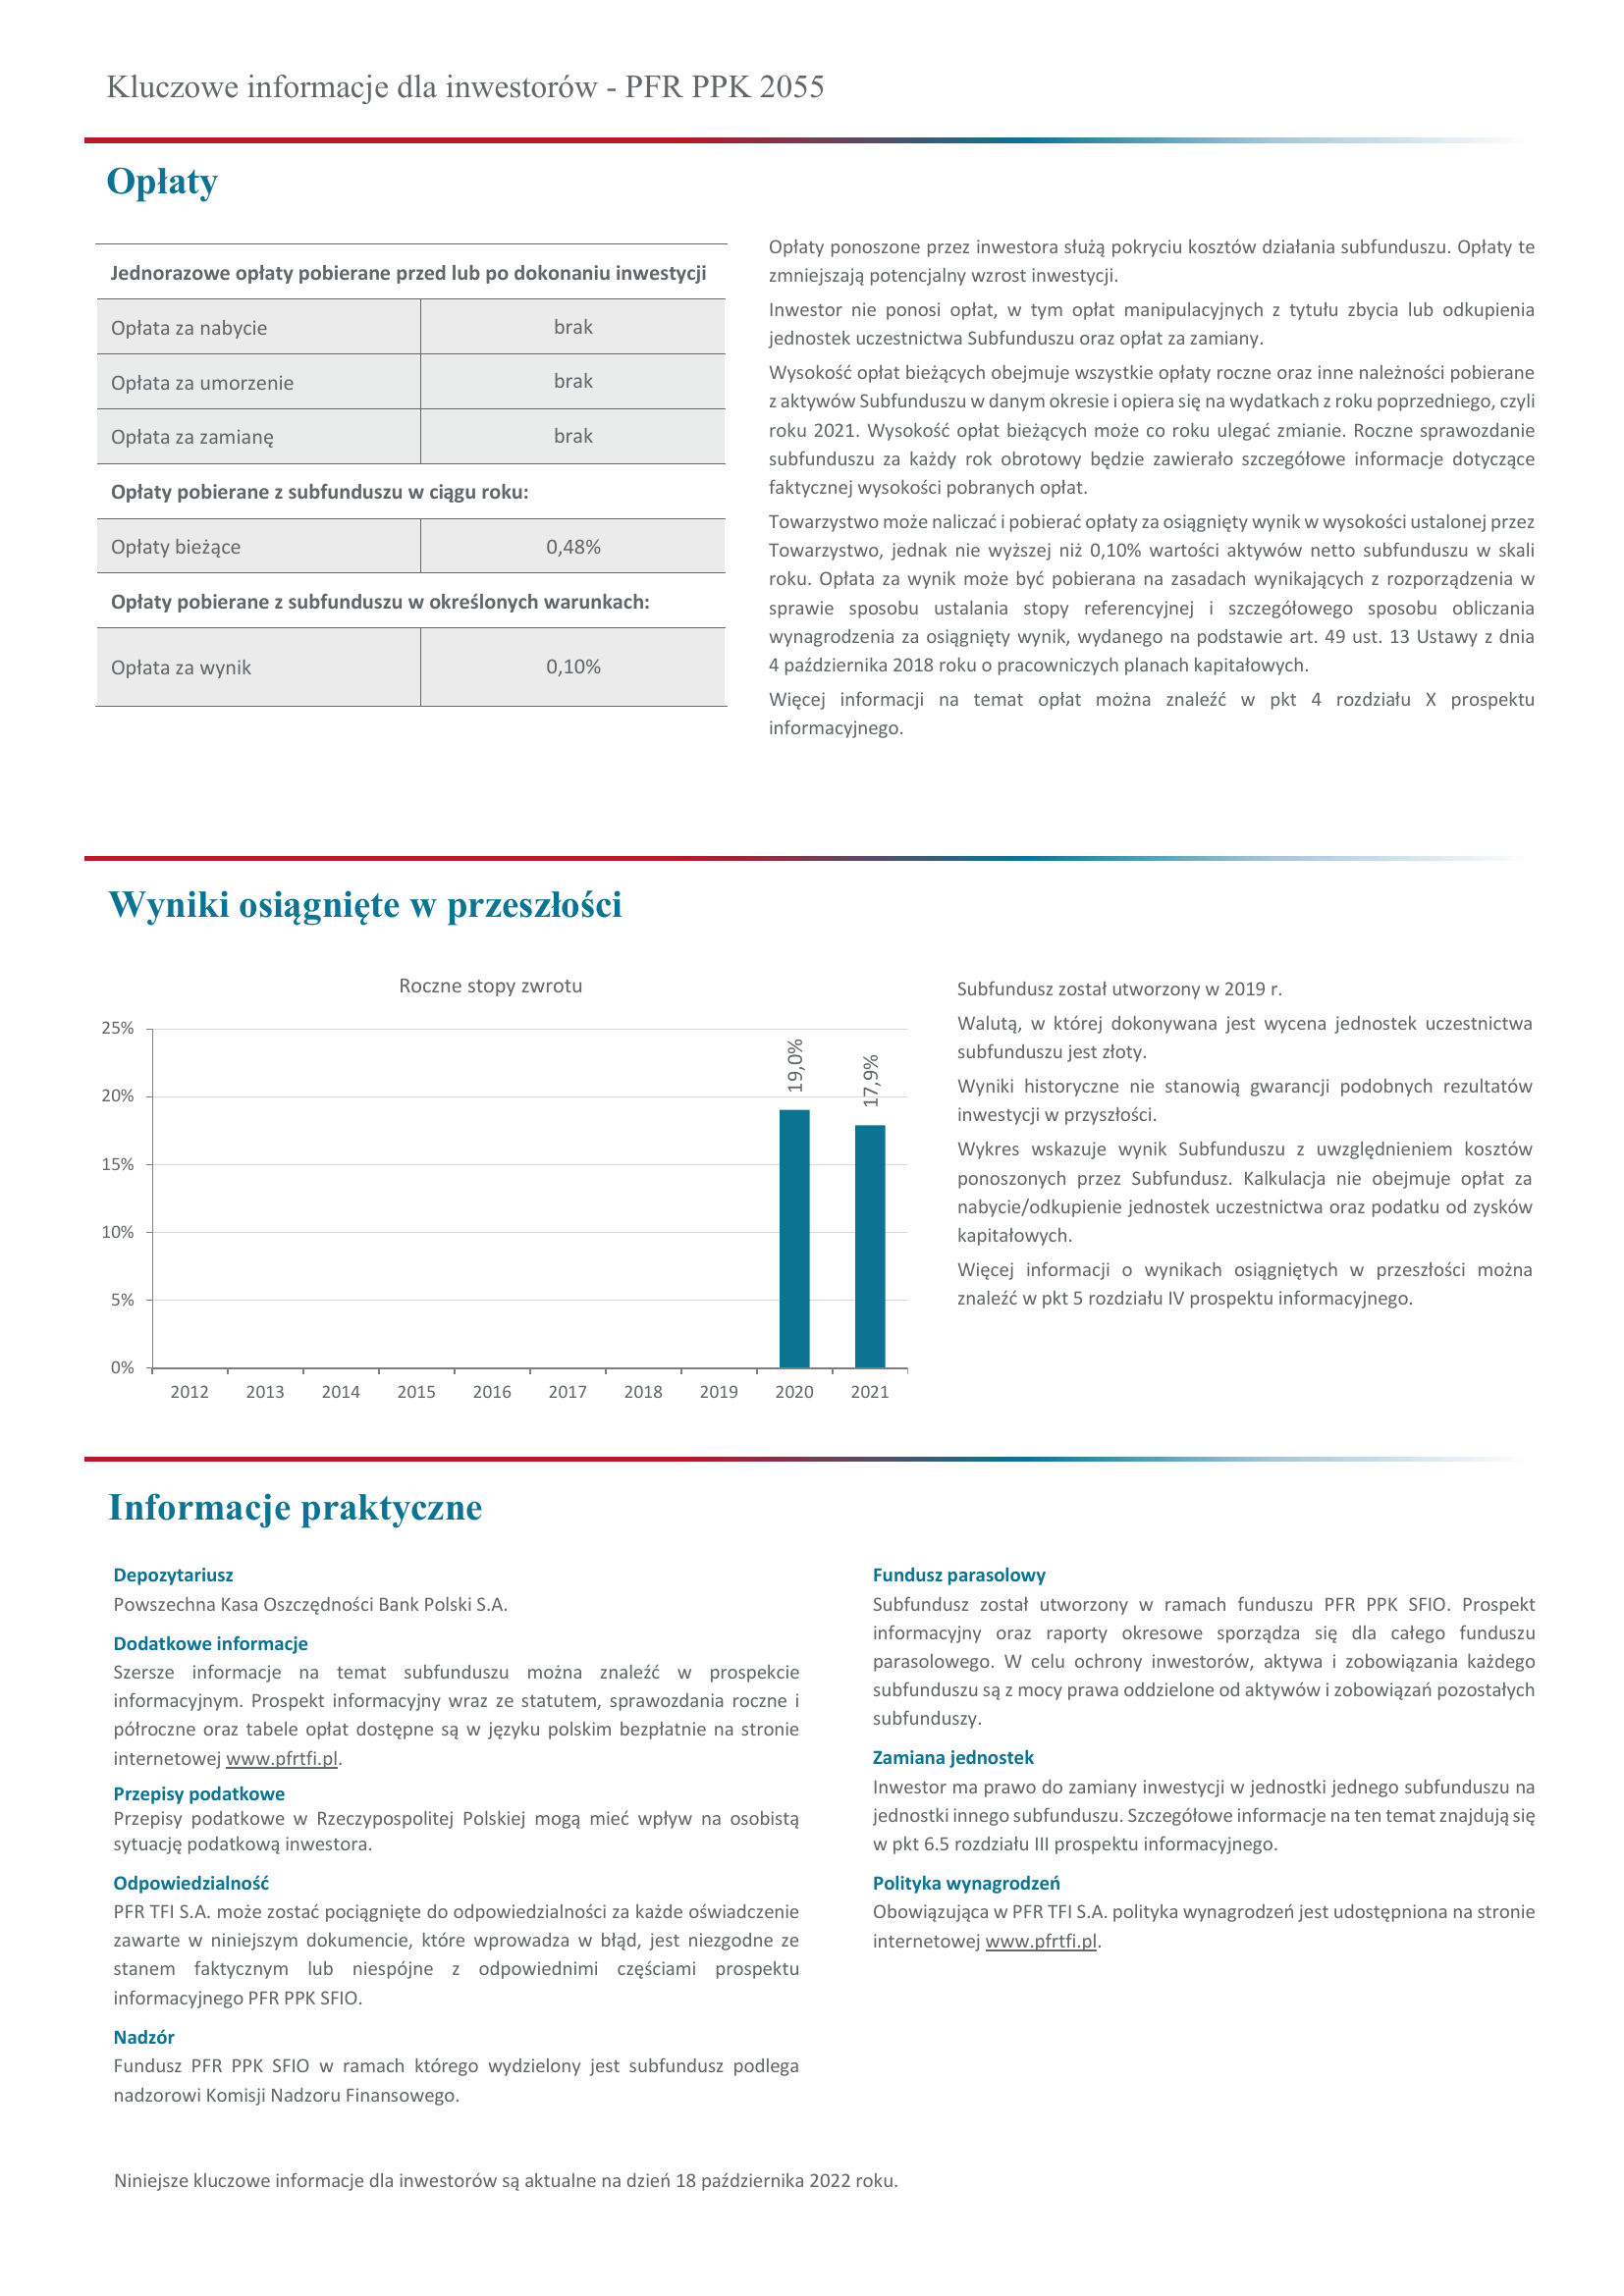 Kluczowe informacje dla inwestorów - PFR PPK 2055
Opłaty
Jednorazowe opłaty pobierane przed lub po dokonaniu inwestycji
Opłata za nabycie brak
Opłata za umorzenie brak
Opłata za zamianę brak
Opłaty pobierane z subfunduszu w ciągu roku:
Opłaty bieżące 0,48%
Opłaty pobierane z subfunduszu w określonych warunkach:
Opłata za wynik 0,10%
Opłaty ponoszone przez inwestora służą pokryciu kosztów działania subfunduszu. Opłaty te
zmniejszają potencjalny wzrost inwestycji.
Inwestor nie ponosi opłat, w tym opłat manipulacyjnych z tytułu zbycia lub odkupienia
jednostek uczestnictwa Subfunduszu oraz opłat za zamiany.
Wysokość opłat bieżących obejmuje wszystkie opłaty roczne oraz inne należności pobierane
z aktywów Subfunduszu w danym okresie i opiera się na wydatkach z roku poprzedniego, czyli
roku 2021. Wysokość opłat bieżących może co roku ulegać zmianie. Roczne sprawozdanie
subfunduszu za każdy rok obrotowy będzie zawierało szczegółowe informacje dotyczące
faktycznej wysokości pobranych opłat.
Towarzystwo może naliczać i pobierać opłaty za osiągnięty wynik w wysokości ustalonej przez
Towarzystwo, jednak nie wyższej niż 0,10% wartości aktywów netto subfunduszu w skali
roku. Opłata za wynik może być pobierana na zasadach wynikających z rozporządzenia w
sprawie sposobu ustalania stopy referencyjnej i szczegółowego sposobu obliczania
wynagrodzenia za osiągnięty wynik, wydanego na podstawie art. 49 ust. 13 Ustawy z dnia
4 października 2018 roku o pracowniczych planach kapitałowych.
Więcej informacji na temat opłat można znaleźć w pkt 4 rozdziału X prospektu
informacyjnego.
Wyniki osiągnięte w przeszłości
Roczne stopy zwrotu
25%
20%
15%
10%
5%
0%
19,0%
17,9%
2012 2013 2014 2015 2016 2017 2018 2019 2020 2021
Subfundusz został utworzony w 2019 r.
Walutą, w której dokonywana jest wycena jednostek uczestnictwa
subfunduszu jest złoty.
Wyniki historyczne nie stanowią gwarancji podobnych rezultatów
inwestycji w przyszłości.
Wykres wskazuje wynik Subfunduszu z uwzględnieniem kosztów
ponoszonych przez Subfundusz. Kalkulacja nie obejmuje opłat za
nabycie/odkupienie jednostek uczestnictwa oraz podatku od zysków
kapitałowych.
Więcej informacji o wynikach osiągniętych w przeszłości można
znaleźć w pkt 5 rozdziału IV prospektu informacyjnego.
Informacje praktyczne
Depozytariusz
Powszechna Kasa Oszczędności Bank Polski S.A.
Dodatkowe informacje
Szersze informacje na temat subfunduszu można znaleźć w prospekcie
informacyjnym. Prospekt informacyjny wraz ze statutem, sprawozdania roczne i
półroczne oraz tabele opłat dostępne są w języku polskim bezpłatnie na stronie
internetowej www.pfrtfi.pl.
Przepisy podatkowe
Przepisy podatkowe w Rzeczypospolitej Polskiej mogą mieć wpływ na osobistą
sytuację podatkową inwestora.
Odpowiedzialność
PFR TFI S.A. może zostać pociągnięte do odpowiedzialności za każde oświadczenie
zawarte w niniejszym dokumencie, które wprowadza w błąd, jest niezgodne ze
stanem faktycznym lub niespójne z odpowiednimi częściami prospektu
informacyjnego PFR PPK SFIO.
Nadzór
Fundusz PFR PPK SFIO w ramach którego wydzielony jest subfundusz podlega
nadzorowi Komisji Nadzoru Finansowego.
Fundusz parasolowy
Subfundusz został utworzony w ramach funduszu PFR PPK SFIO. Prospekt
informacyjny oraz raporty okresowe sporządza się dla całego funduszu
parasolowego. W celu ochrony inwestorów, aktywa i zobowiązania każdego
subfunduszu są z mocy prawa oddzielone od aktywów i zobowiązań pozostałych
subfunduszy.
Zamiana jednostek
Inwestor ma prawo do zamiany inwestycji w jednostki jednego subfunduszu na
jednostki innego subfunduszu. Szczegółowe informacje na ten temat znajdują się
w pkt 6.5 rozdziału III prospektu informacyjnego.
Polityka wynagrodzeń
Obowiązująca w PFR TFI S.A. polityka wynagrodzeń jest udostępniona na stronie
internetowej www.pfrtfi.pl.
Niniejsze kluczowe informacje dla inwestorów są aktualne na dzień 18 października 2022 roku.